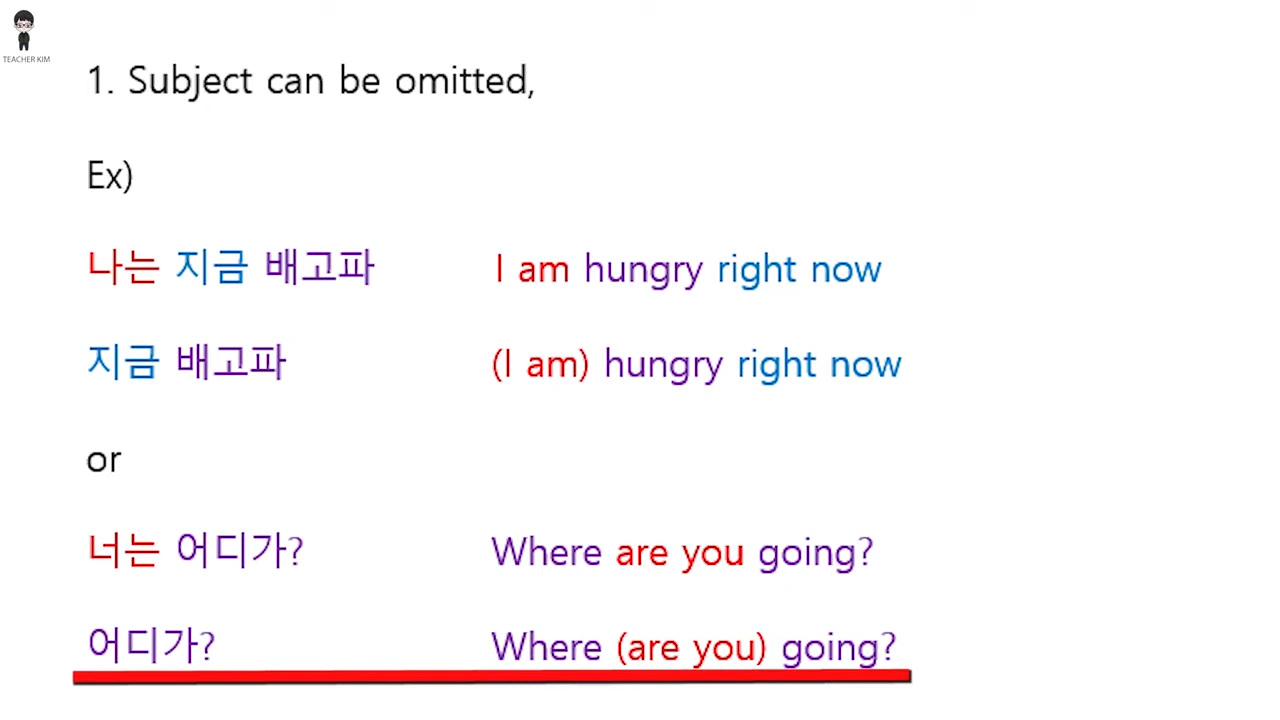 TEACHER KIM
1. Subject can be omitted,
Ex)
나는 지금 배고파 I am hungry right now
지금 배고파 (I am) hungry right now
or
너는 어디가? Where are you going?
어디가? Where (are you) going?